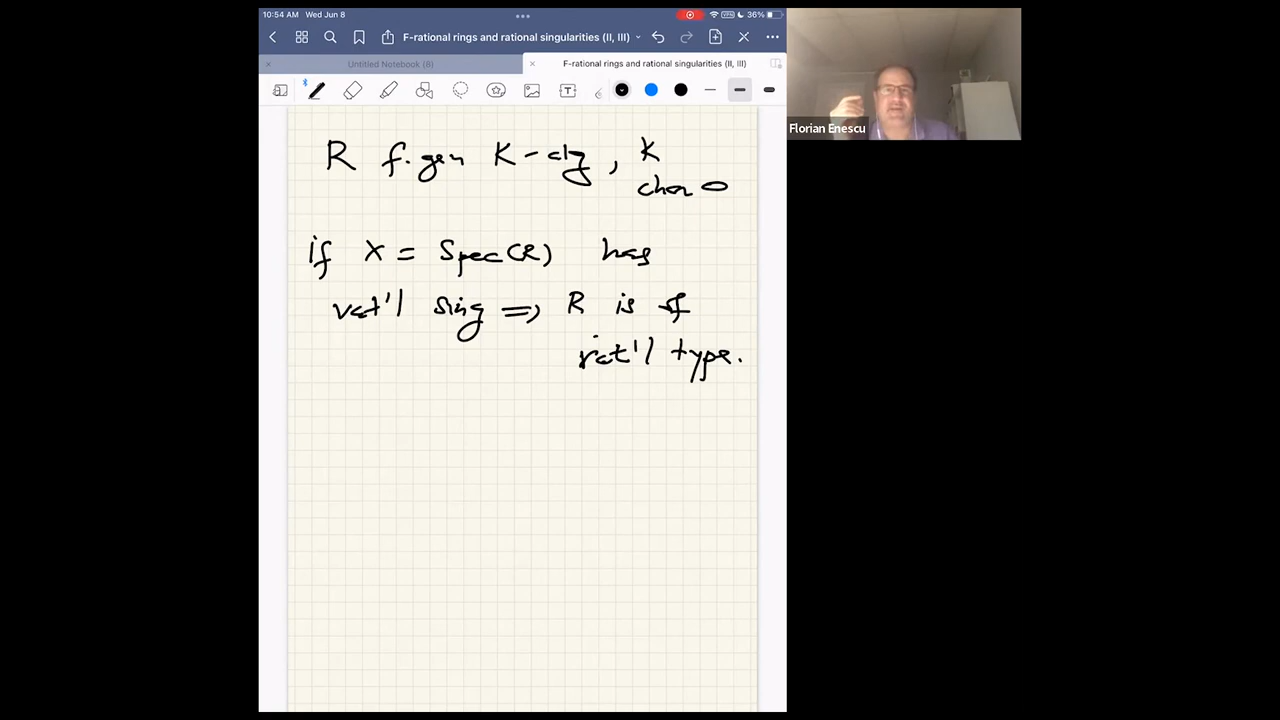 10:54 AM Wed Jun 8
VPN 36%
F-rational rings and rational singularities (II, III)
Untitled Notebook (8)
F-rational rings and rational singularities (II, III)
Florian Enescu
R f. gen K-alg, K
char 0
if X = Spec(R) has
rat'l sing => R is of
rat'l type.